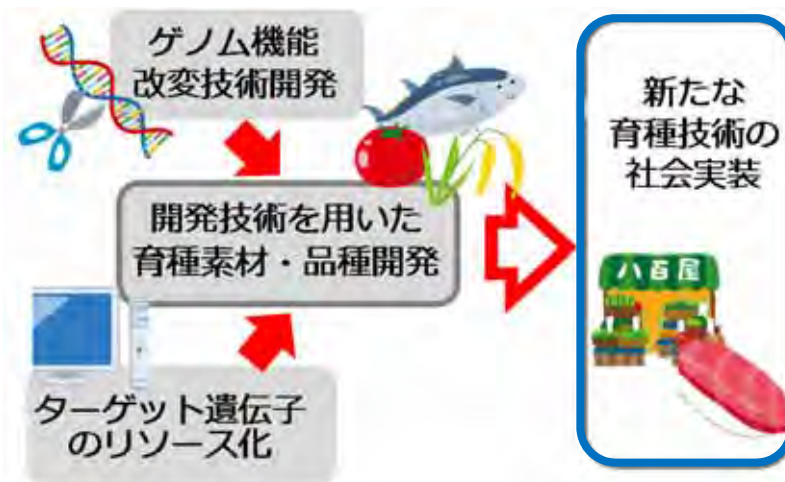 ゲノム機能
改変技術開発
開発技術を用いた
育種素材・品種開発
ターゲット遺伝子
のリソース化
新たな
育種技術の
社会実装
八百屋